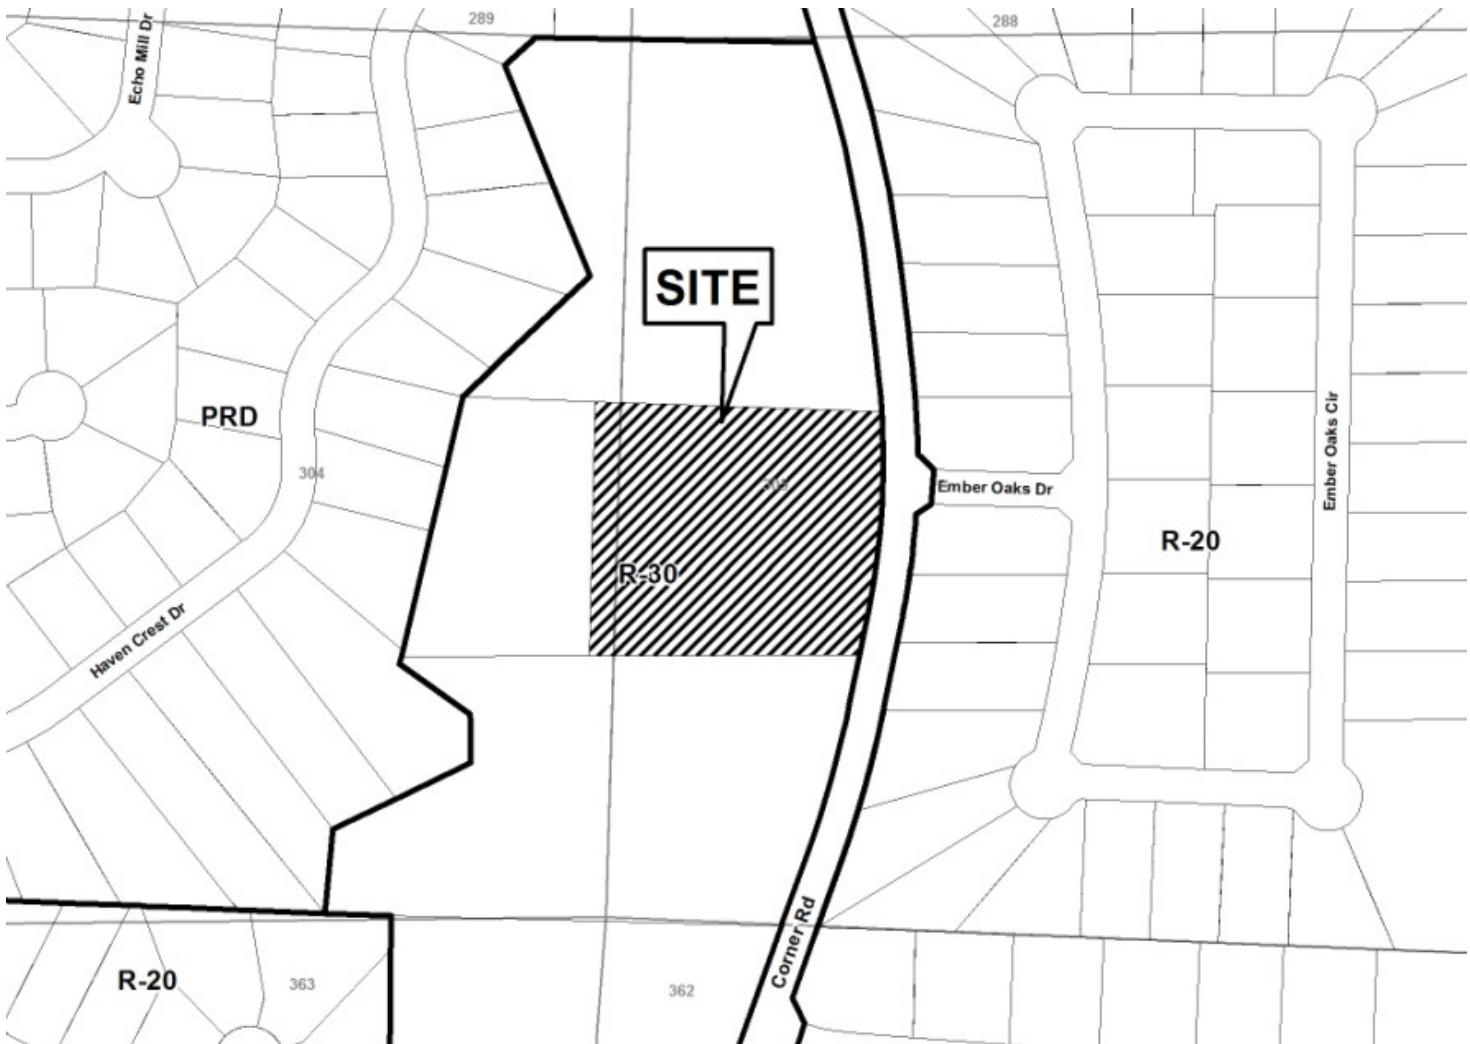 289
288
Echo Mill Dr
SITE
PRD
304
Ember Oaks Dr
Ember Oaks Cir
R-20
R-30
Haven Crest Dr
Corner Rd
R-20
363
362